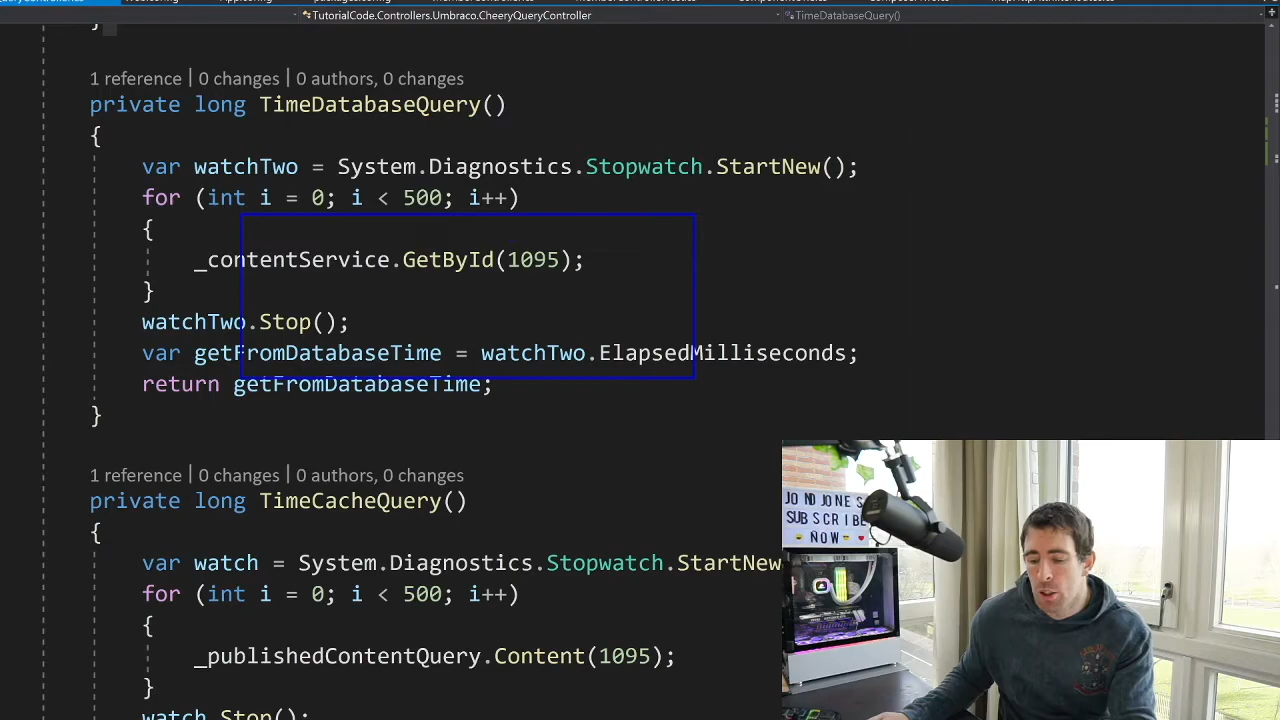 TutorialCode.Controllers.Umbraco.CheeryQueryController
TimeDatabaseQuery()
}
1 reference | 0 changes | 0 authors, 0 changes
private long TimeDatabaseQuery()
{
var watchTwo = System.Diagnostics.Stopwatch.StartNew();
for (int i = 0; i < 500; i++)
{
_contentService.GetById(1095);
}
watchTwo.Stop();
var getFromDatabaseTime = watchTwo.ElapsedMilliseconds;
return getFromDatabaseTime;
}
1 reference | 0 changes | 0 authors, 0 changes
private long TimeCacheQuery()
{
var watch = System.Diagnostics.Stopwatch.StartNew
for (int i = 0; i < 500; i++)
{
_publishedContentQuery.Content(1095);
}
watch.Stop();
JON D JONES
SUBSCRIBE
NOW